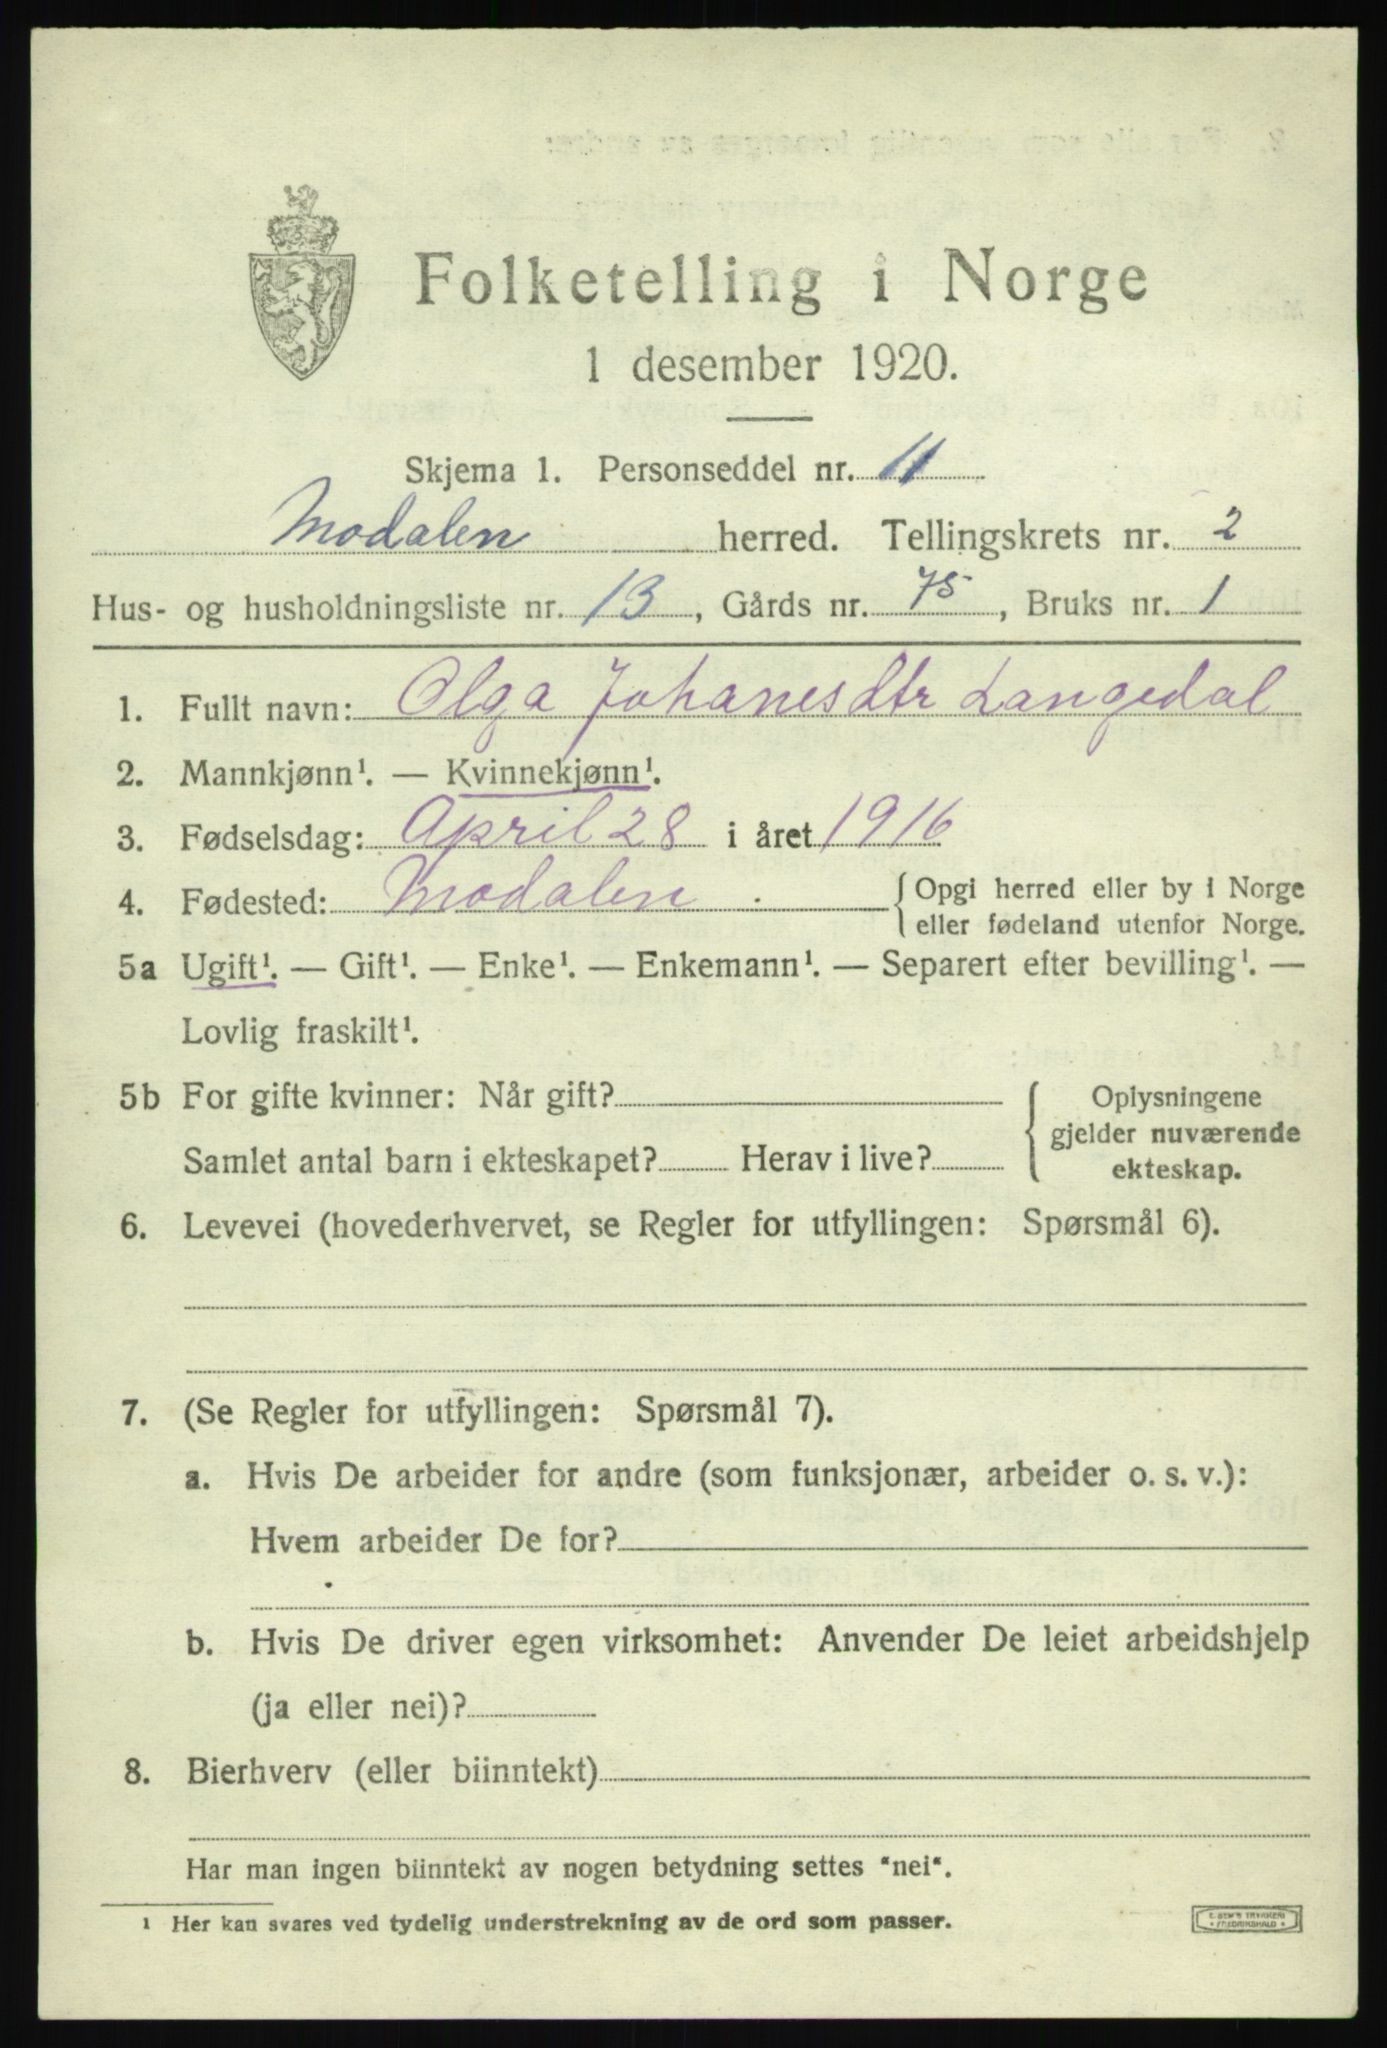 Folketelling i Norge
1 desember 1920.
Skjema 1. Personseddel nr. 11
Modalen herred. Tellingskrets nr. 2
Hus- og husholdningsliste nr. 13, Gårds nr. 75, Bruks nr. 1
1. Fullt navn: Olga Johanesdtr Langedal
2. Mannkjønn¹. — Kvinnekjønn¹.
3. Fødselsdag: April 28 i året 1916
4. Fødested: Modalen {Opgi herred eller by i Norge
eller fødeland utenfor Norge.
5a Ugift¹. — Gift¹. — Enke¹. — Enkemann¹. — Separert efter bevilling¹. —
Lovlig fraskilt¹.
5b For gifte kvinner: Når gift? { Oplysningene
gjelder nuværende
Samlet antal barn i ekteskapet? Herav i live?
ekteskap.
6. Levevei (hovederhvervet, se Regler for utfyllingen: Spørsmål 6).
7. (Se Regler for utfyllingen: Spørsmål 7).
a. Hvis De arbeider for andre (som funksjonær, arbeider o. s. v.):
Hvem arbeider De for?
b. Hvis De driver egen virksomhet: Anvender De leiet arbeidshjelp
(ja eller nei)?
8. Bierhverv (eller biinntekt)
Har man ingen biinntekt av nogen betydning settes "nei".
¹ Her kan svares ved tydelig understrekning av de ord som passer.